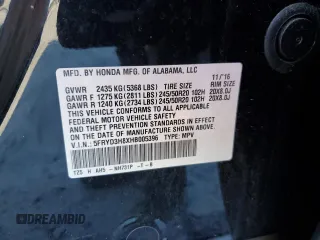 MFD. BY HONDA MFG. OF ALABAMA, LLC
11/16
GVWR 2435 KG (5368 LBS) TIRE SIZE RIM SIZE
GAWR F 1275 KG (2811 LBS) 245/50R20 102H 20X8.0J
GAWR R 1240 KG (2734 LBS) 245/50R20 102H 20X8.0J
THIS VEHICLE CONFORMS TO ALL APPLICABLE
FEDERAL MOTOR VEHICLE SAFETY, BUMPER,
AND THEFT PREVENTION STANDARDS IN EFFECT
ON THE DATE OF MANUFACTURE SHOWN ABOVE.
V.I.N.: 5FRYD3H8XHB005396 TYPE: MPV
DREAMBID